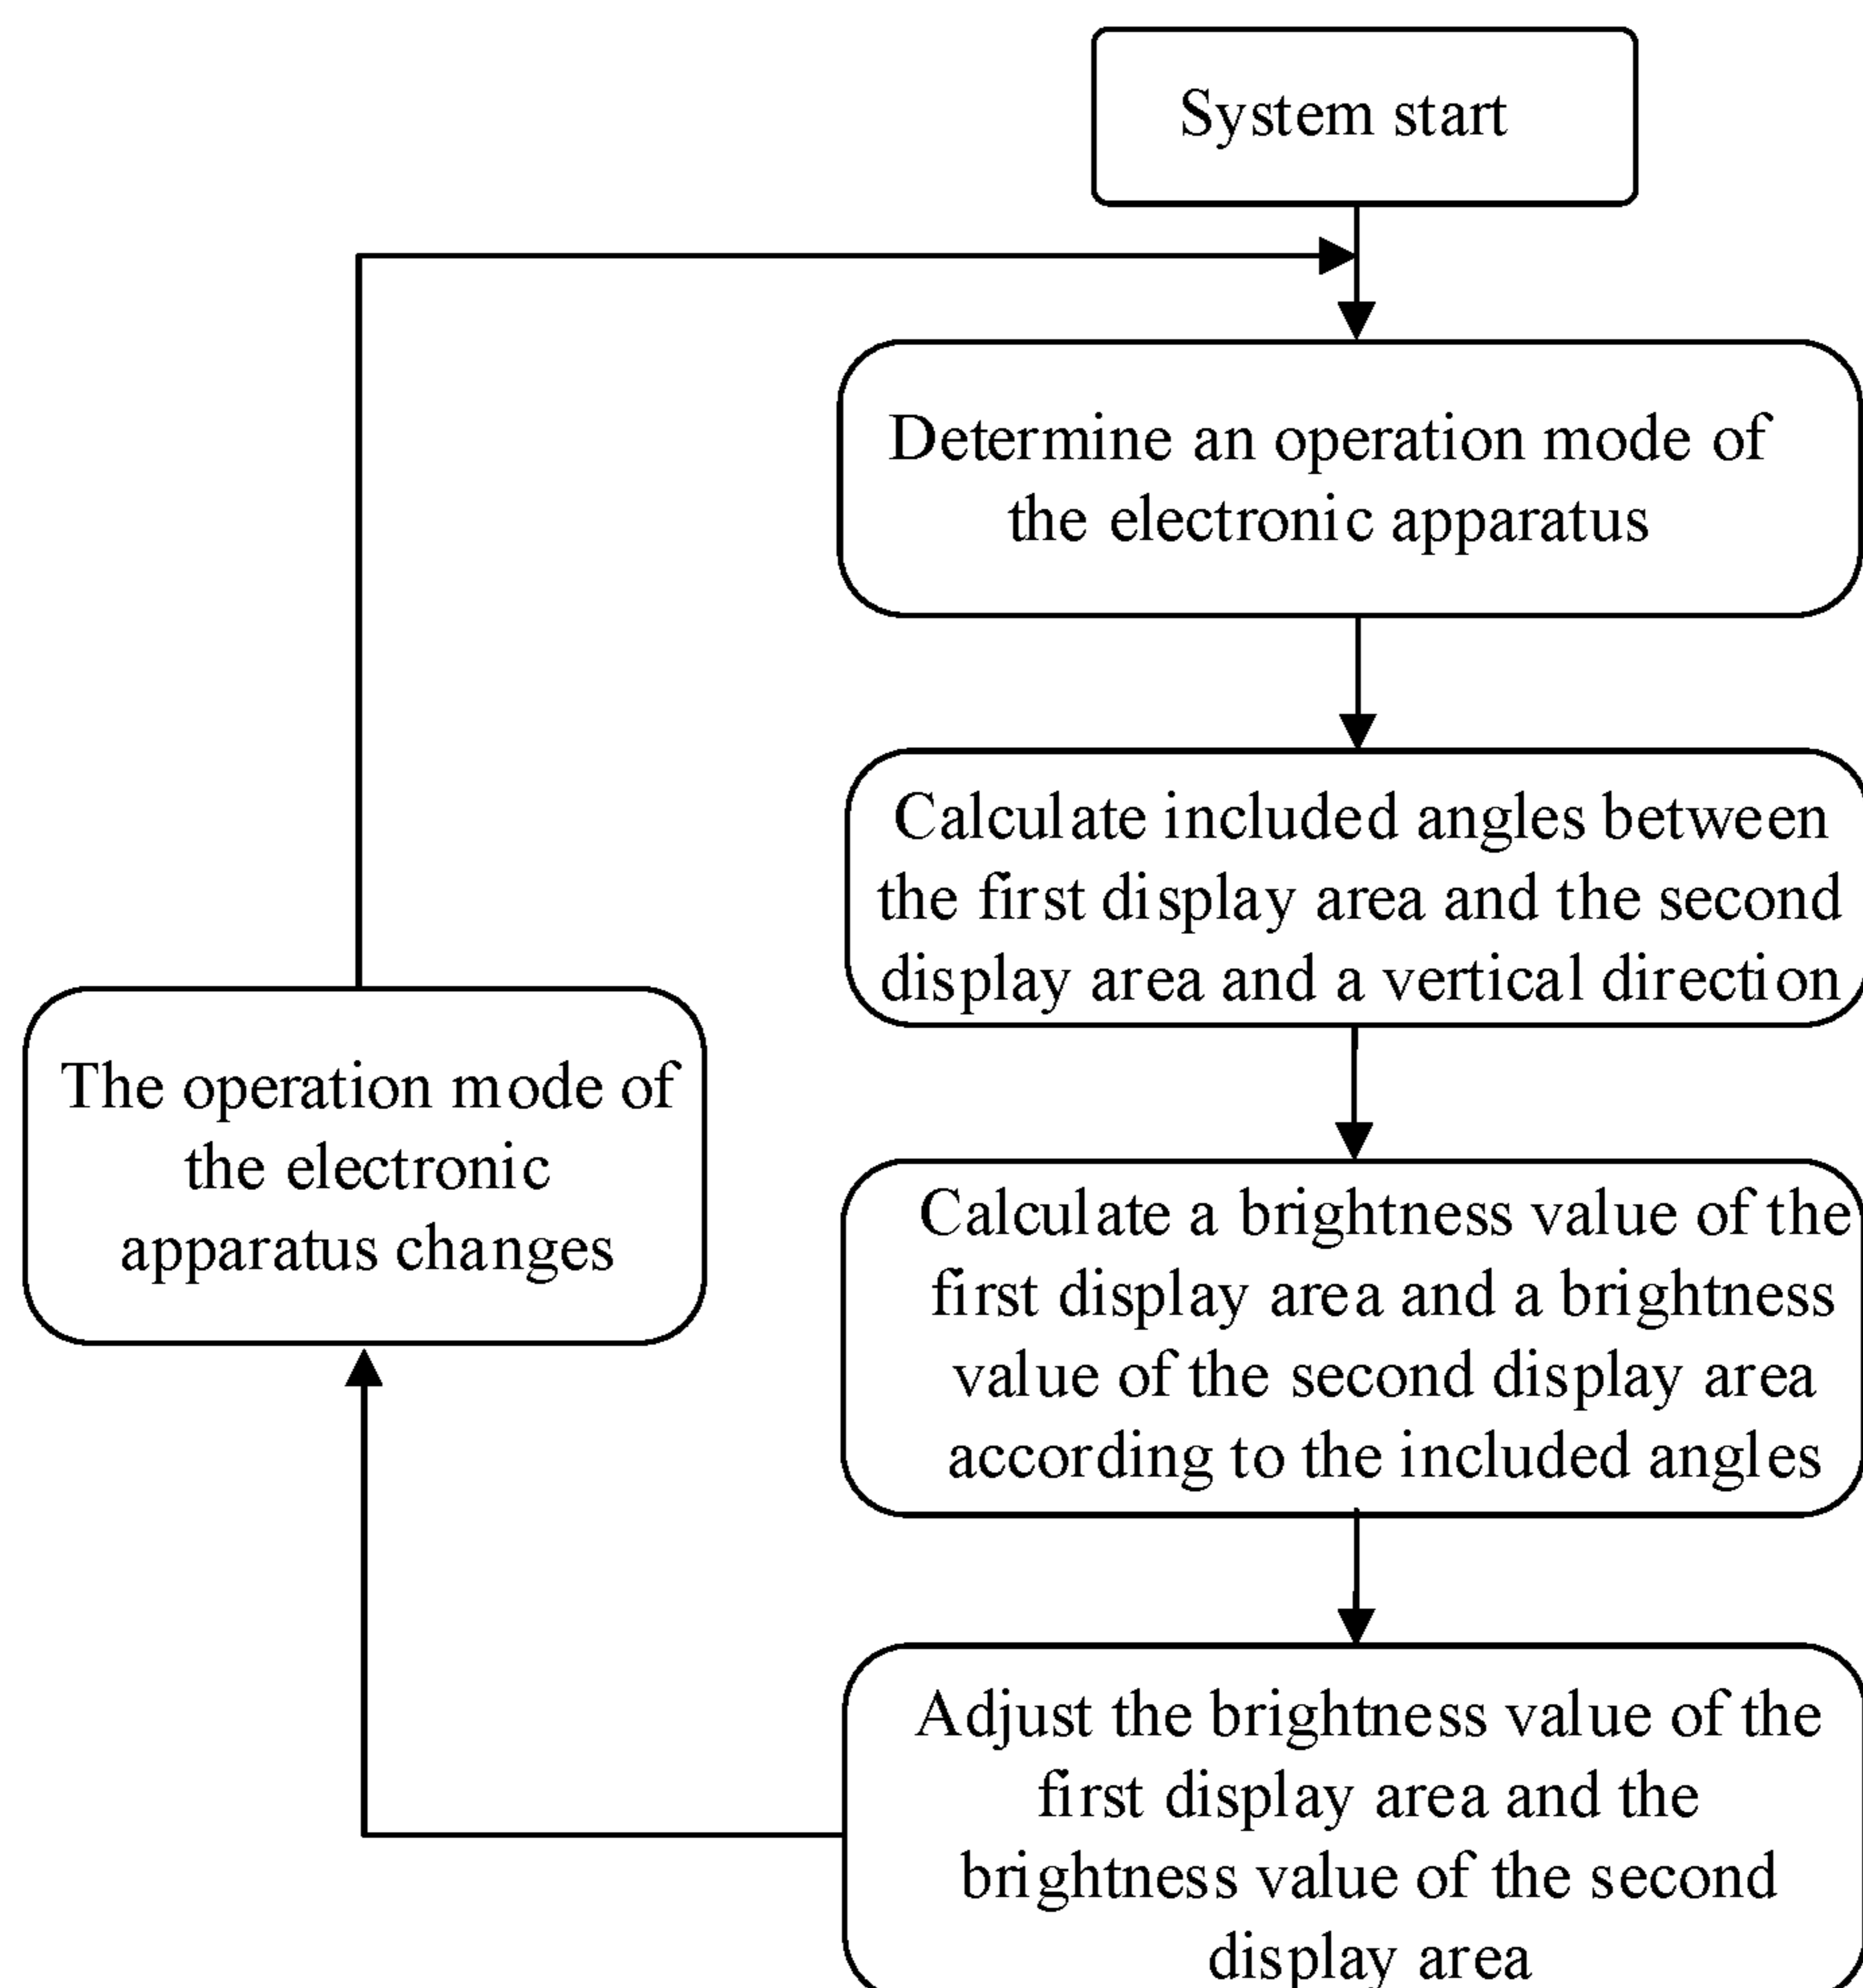 System start
Determine an operation mode of
the electronic apparatus
Calculate included angles between
the first display area and the second
display area and a vertical direction
The operation mode of
the electronic
apparatus changes
Calculate a brightness value of the
first display area and a brightness
value of the second display area
according to the included angles
Adjust the brightness value of the
first display area and the
brightness value of the second
display area